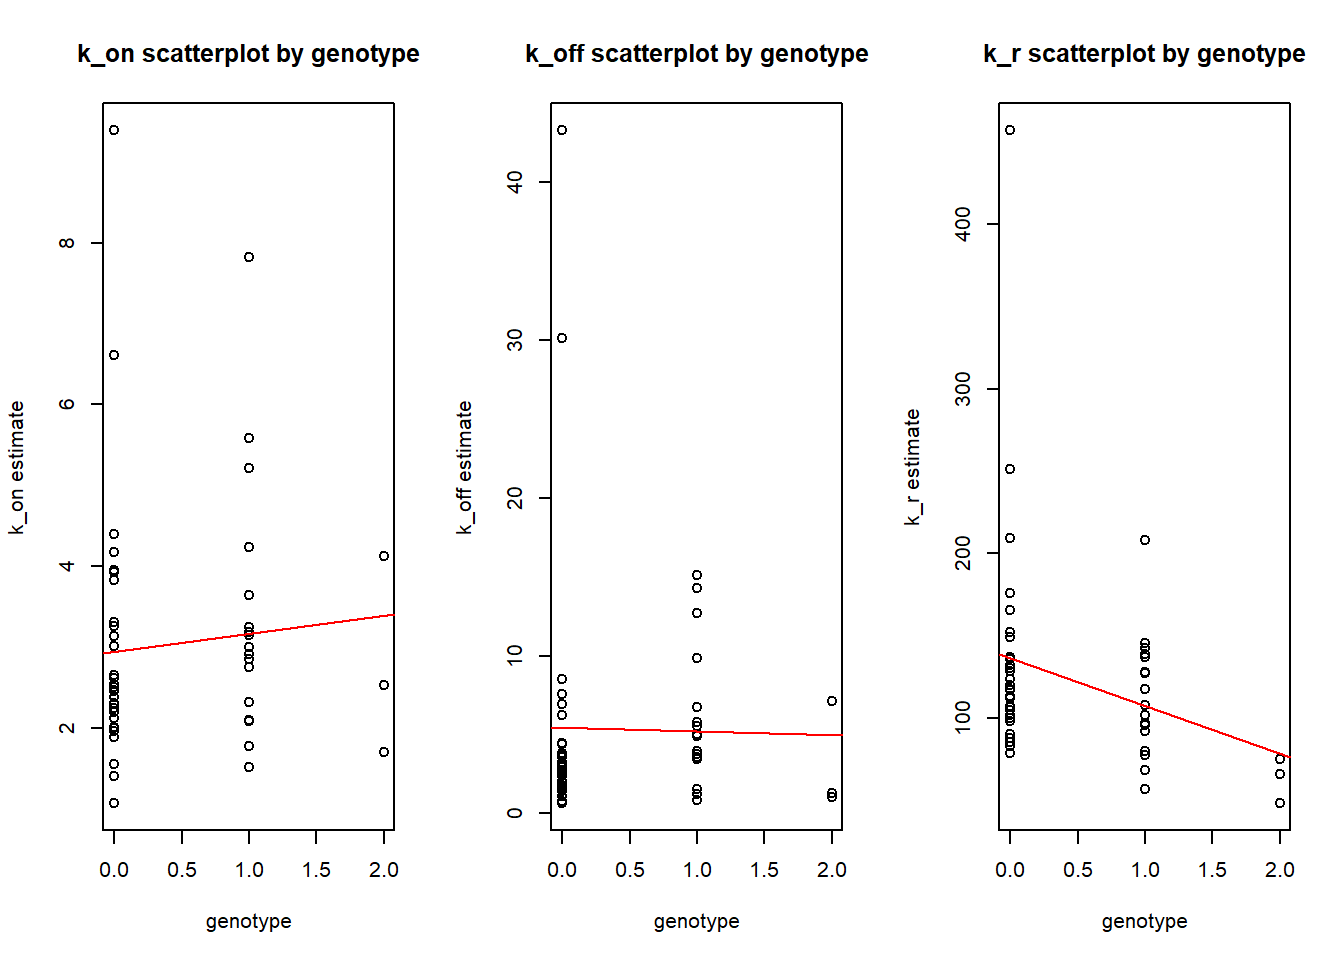 k_on scatterplot by genotype
k_on estimate
8
6
4
2
0.0 0.5 1.0 1.5 2.0
genotype
k_off scatterplot by genotype
k_off estimate
40
30
20
10
0
0.0 0.5 1.0 1.5 2.0
genotype
k_r scatterplot by genotype
k_r estimate
400
300
200
100
0.0 0.5 1.0 1.5 2.0
genotype